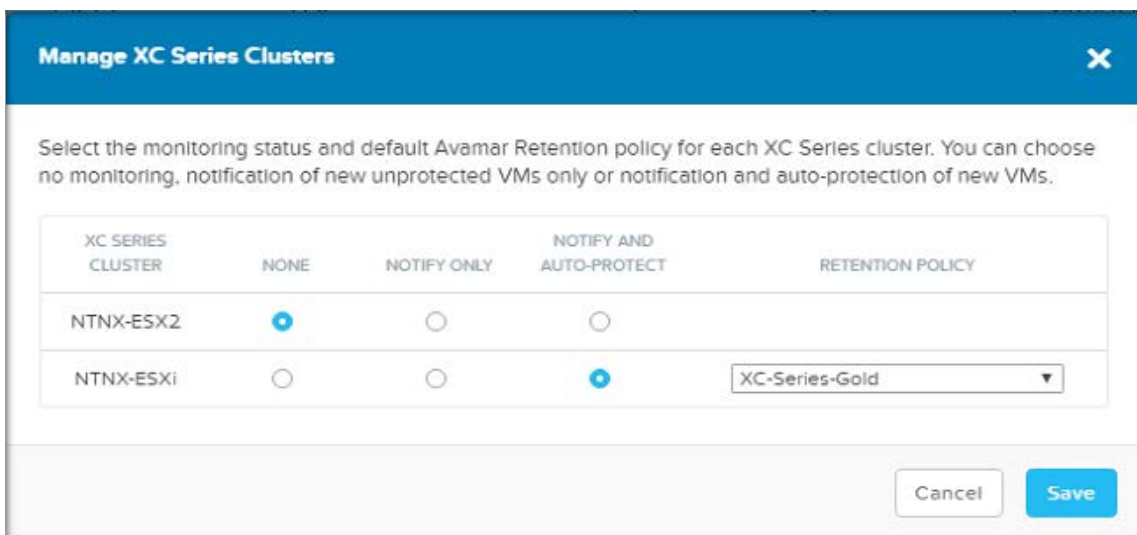 Manage XC Series Clusters
Select the monitoring status and default Avamar Retention policy for each XC Series cluster. You can choose
no monitoring, notification of new unprotected VMs only or notification and auto-protection of new VMs.
XC SERIES CLUSTER NONE NOTIFY ONLY NOTIFY AND AUTO-PROTECT RETENTION POLICY
NTNX-ESX2
NTNX-ESXi XC-Series-Gold
Cancel Save